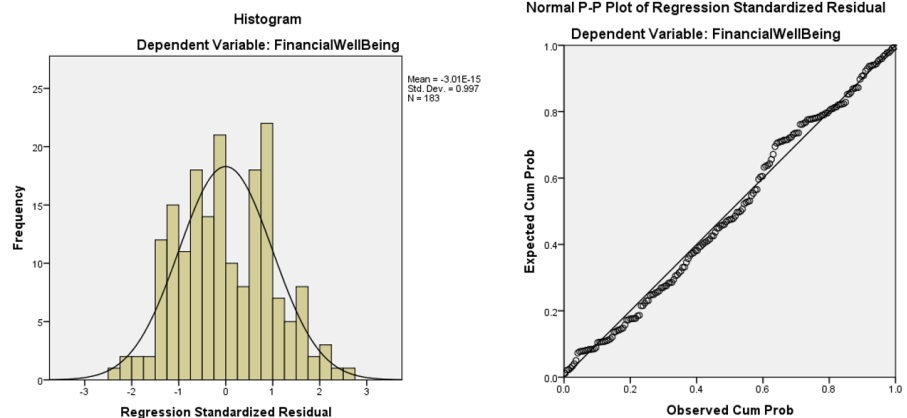 Histogram
Dependent Variable: FinancialWellBeing
Mean = -3.01E-15
Std. Dev. = 0.997
N = 183
Frequency
25
20
15
10
5
0
-3
-2
-1
0
1
2
3
Regression Standardized Residual
Normal P-P Plot of Regression Standardized Residual
Dependent Variable: FinancialWellBeing
Expected Cum Prob
1.0
0.8
0.6
0.4
0.2
0.0
0.0
0.2
0.4
0.6
0.8
1.0
Observed Cum Prob